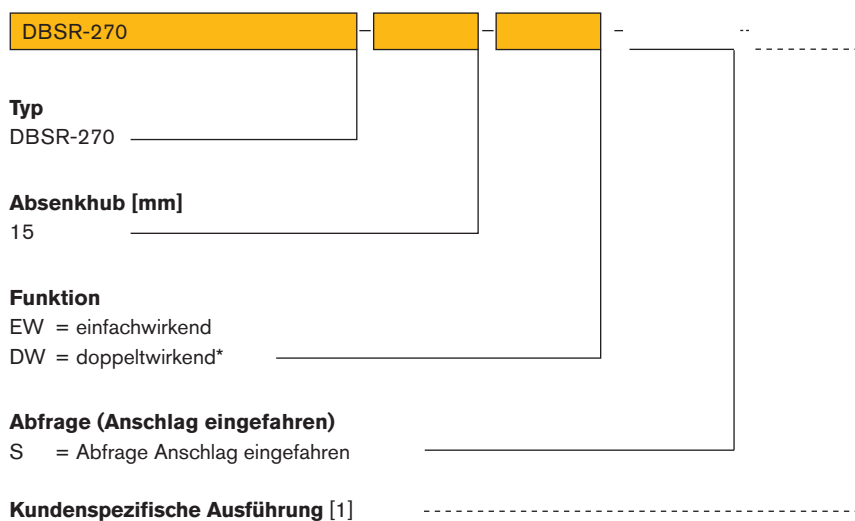 DBSR-270 - - - --
Typ
DBSR-270
Absenkhub [mm]
15
Funktion
EW = einfachwirkend
DW = doppeltwirkend*
Abfrage (Anschlag eingefahren)
S = Abfrage Anschlag eingefahren
Kundenspezifische Ausführung [1]